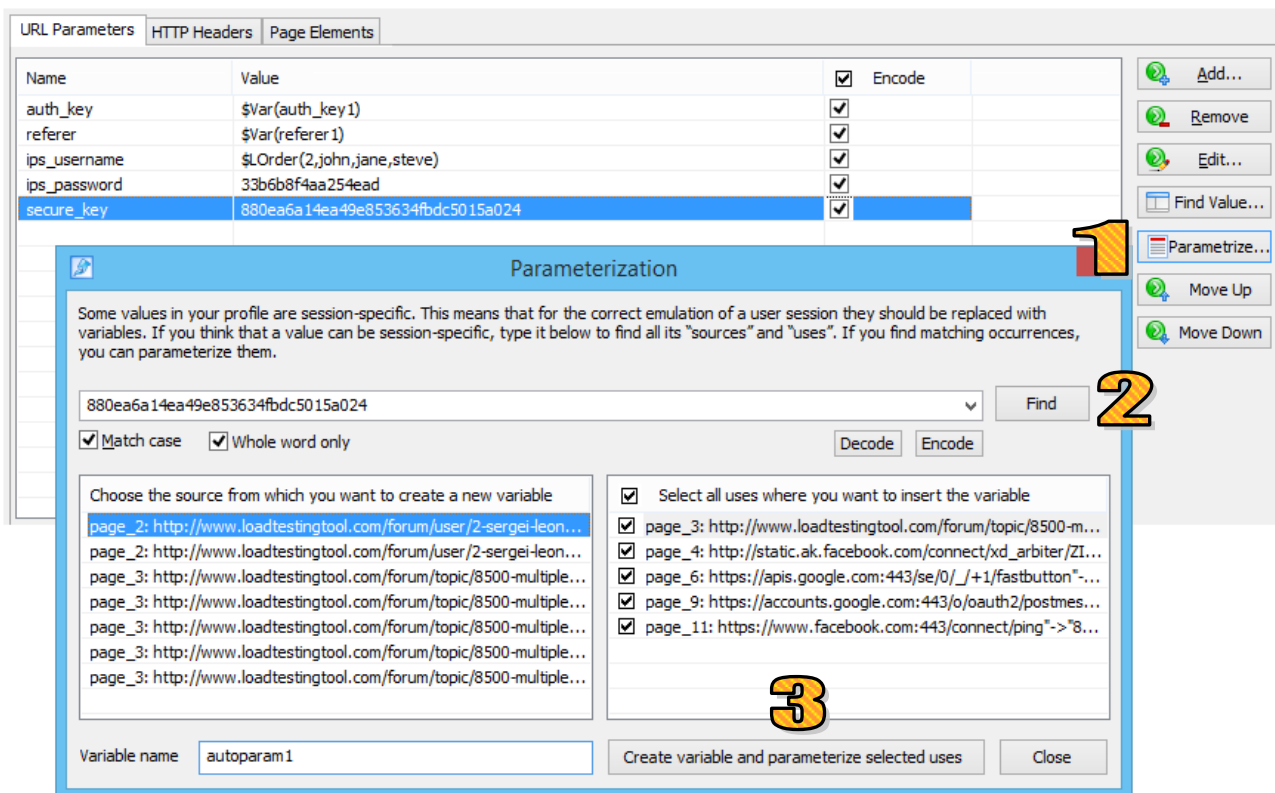 URL Parameters HTTP Headers Page Elements
Name Value Encode
auth_key $Var(auth_key1)
referer $Var(referer1)
ips_username $LOrder(2,john,jane,steve)
ips_password 33b6b8f4aa254ead
secure_key 880ea6a14ea49e853634fbdc5015a024
Add...
Remove
Edit...
Find Value...
1
Parametrize...
Move Up
Move Down
Parameterization
Some values in your profile are session-specific. This means that for the correct emulation of a user session they should be replaced with
variables. If you think that a value can be session-specific, type it below to find all its "sources" and "uses". If you find matching occurrences,
you can parameterize them.
880ea6a14ea49e853634fbdc5015a024 Find
2
Match case Whole word only Decode Encode
Choose the source from which you want to create a new variable
page_2: http://www.loadtestingtool.com/forum/user/2-sergei-leon...
page_2: http://www.loadtestingtool.com/forum/user/2-sergei-leon...
page_3: http://www.loadtestingtool.com/forum/topic/8500-multiple...
page_3: http://www.loadtestingtool.com/forum/topic/8500-multiple...
page_3: http://www.loadtestingtool.com/forum/topic/8500-multiple...
page_3: http://www.loadtestingtool.com/forum/topic/8500-multiple...
page_3: http://www.loadtestingtool.com/forum/topic/8500-multiple...
Select all uses where you want to insert the variable
page_3: http://www.loadtestingtool.com/forum/topic/8500-m...
page_4: http://static.ak.facebook.com/connect/xd_arbiter/ZI...
page_6: https://apis.google.com:443/se/0/_/+1/fastbutton"-...
page_9: https://accounts.google.com:443/o/oauth2/postmes...
page_11: https://www.facebook.com:443/connect/ping"->"8...
3
Variable name autoparam1 Create variable and parameterize selected uses Close